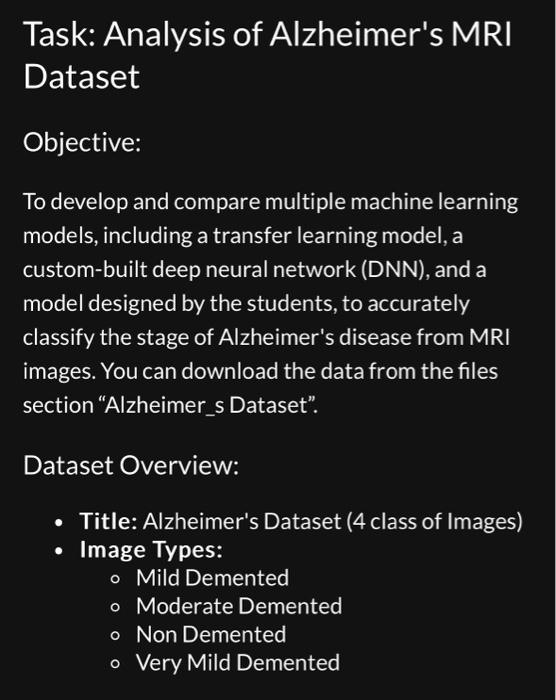 Task: Analysis of Alzheimer's MRI
Dataset
Objective:
To develop and compare multiple machine learning
models, including a transfer learning model, a
custom-built deep neural network (DNN), and a
model designed by the students, to accurately
classify the stage of Alzheimer's disease from MRI
images. You can download the data from the files
section “Alzheimer_s Dataset”.
Dataset Overview:
• Title: Alzheimer's Dataset (4 class of Images)
• Image Types:
◦ Mild Demented
◦ Moderate Demented
◦ Non Demented
◦ Very Mild Demented